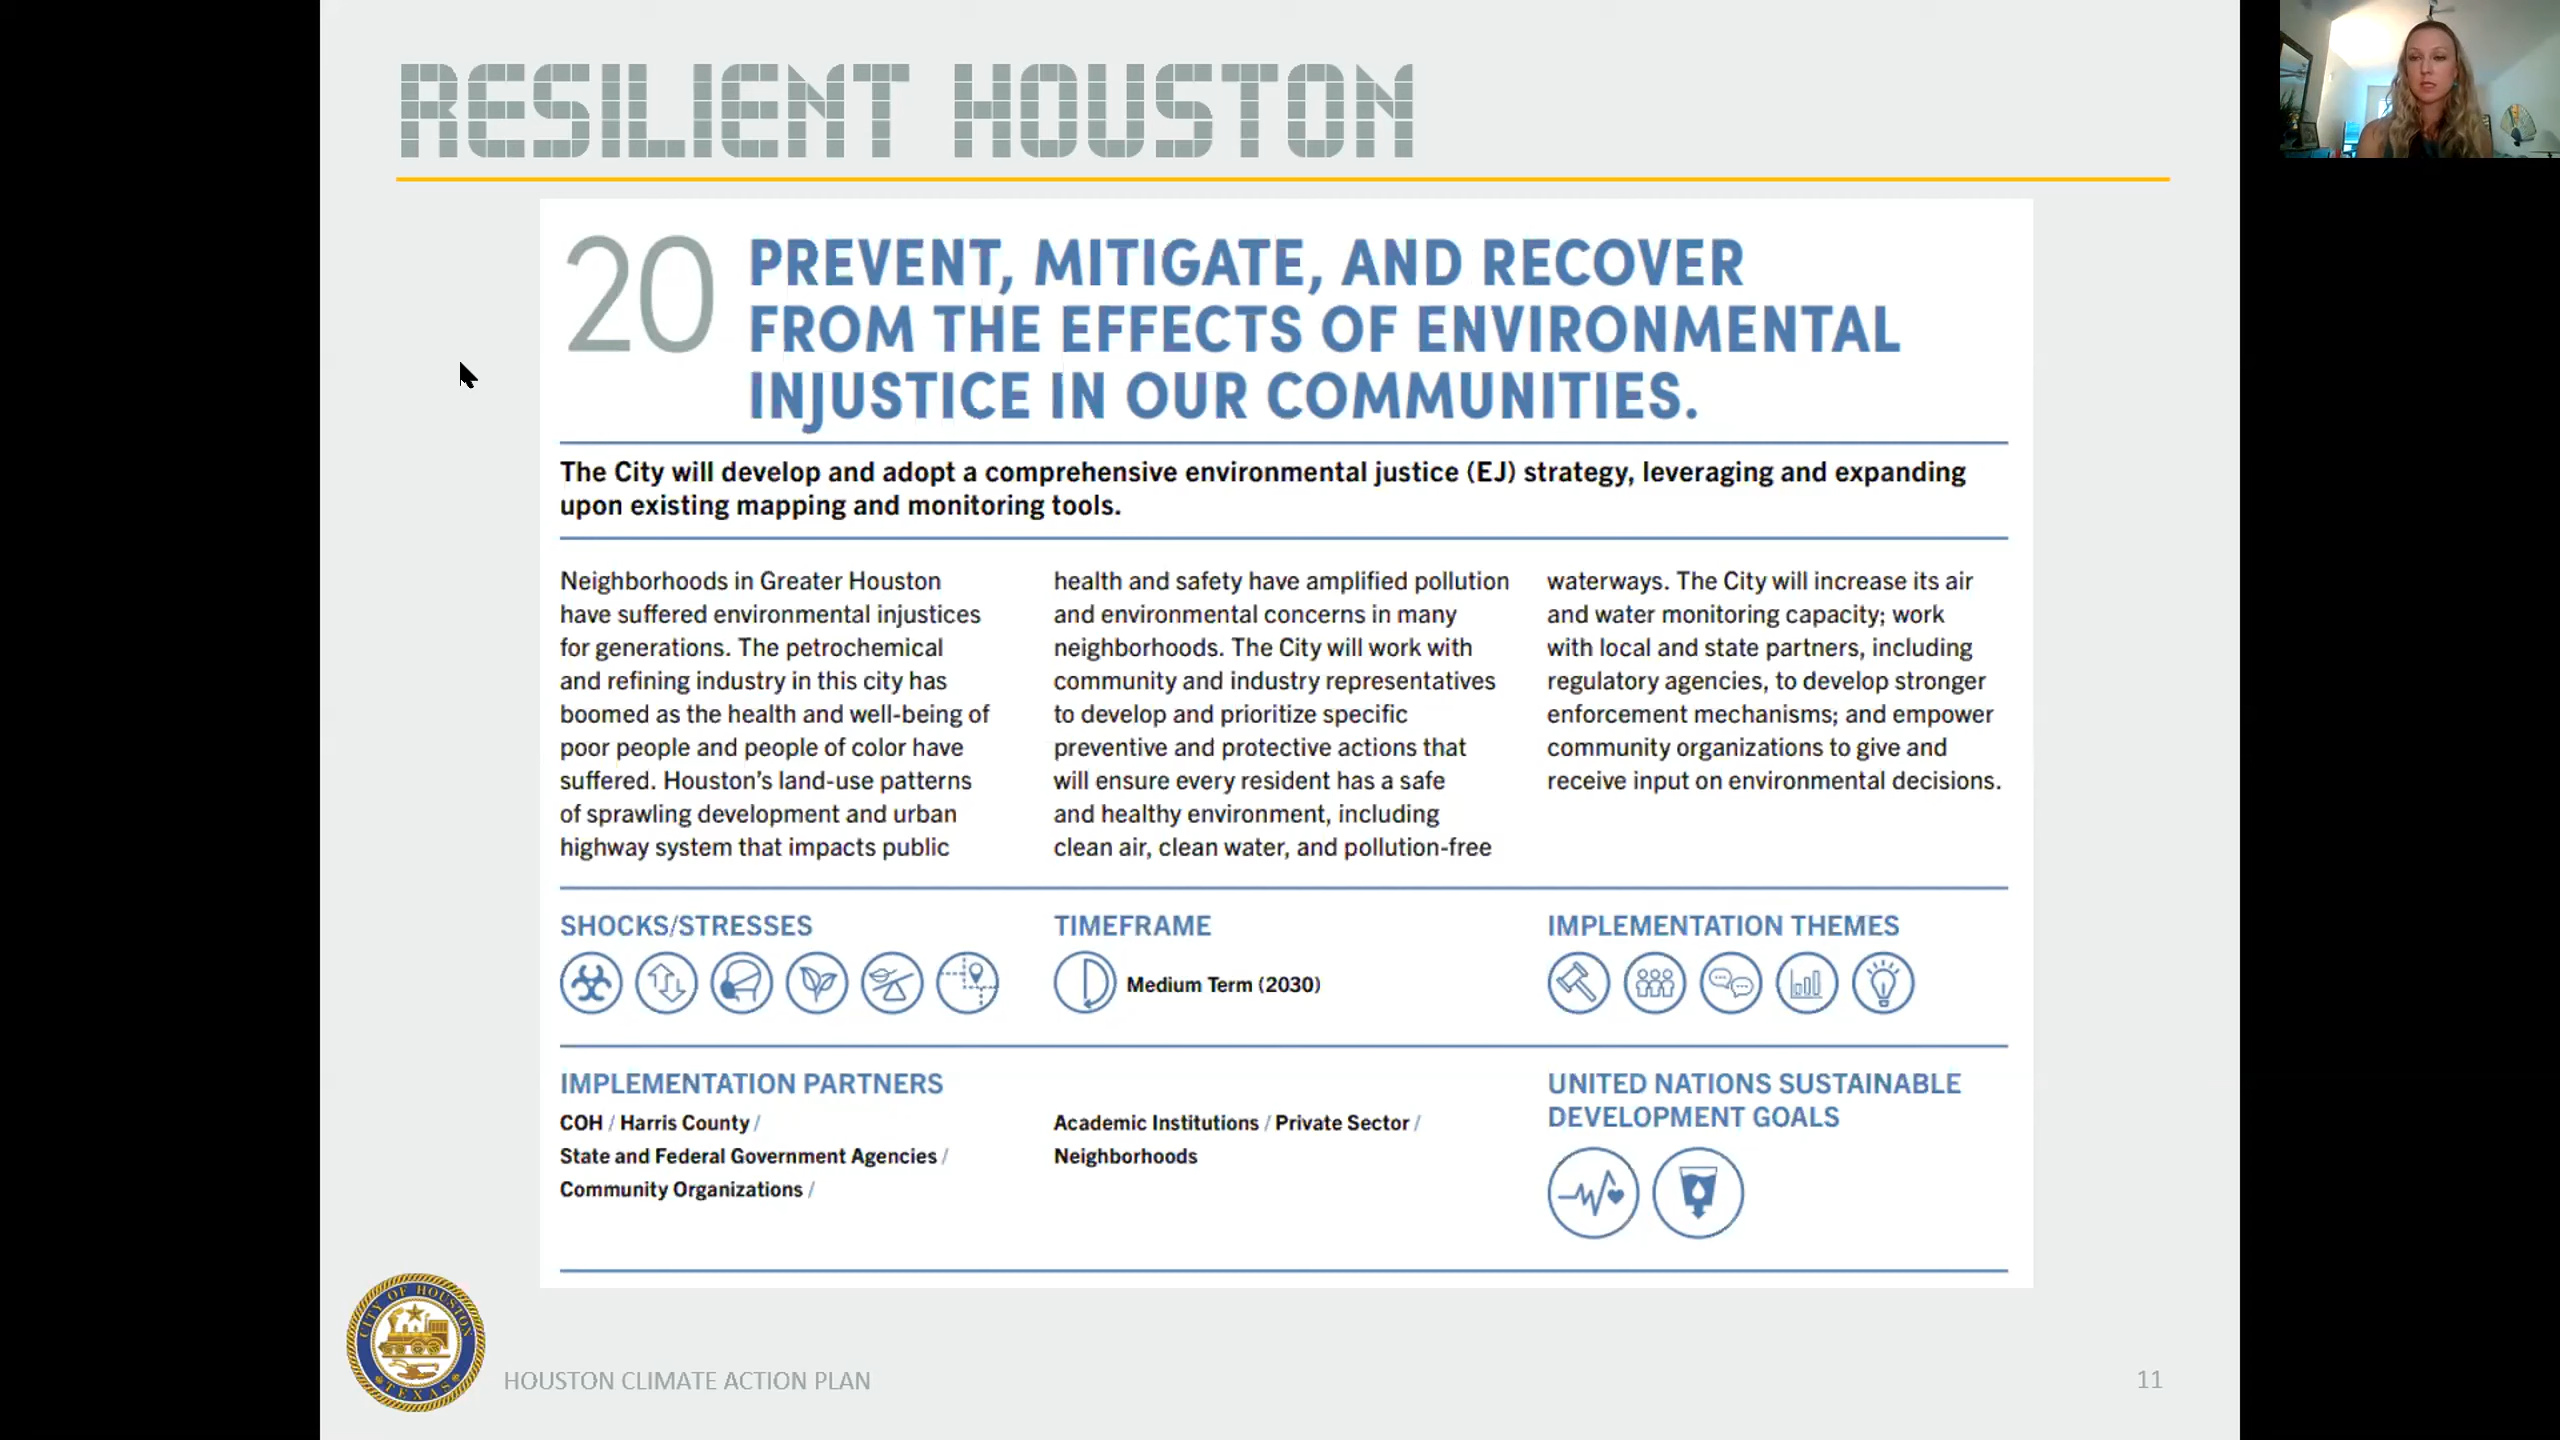 RESILIENT HOUSTON
20
PREVENT, MITIGATE, AND RECOVER
FROM THE EFFECTS OF ENVIRONMENTAL
INJUSTICE IN OUR COMMUNITIES.
The City will develop and adopt a comprehensive environmental justice (EJ) strategy, leveraging and expanding
upon existing mapping and monitoring tools.
Neighborhoods in Greater Houston
have suffered environmental injustices
for generations. The petrochemical
and refining industry in this city has
boomed as the health and well-being of
poor people and people of color have
suffered. Houston's land-use patterns
of sprawling development and urban
highway system that impacts public
health and safety have amplified pollution
and environmental concerns in many
neighborhoods. The City will work with
community and industry representatives
to develop and prioritize specific
preventive and protective actions that
will ensure every resident has a safe
and healthy environment, including
clean air, clean water, and pollution-free
waterways. The City will increase its air
and water monitoring capacity; work
with local and state partners, including
regulatory agencies, to develop stronger
enforcement mechanisms; and empower
community organizations to give and
receive input on environmental decisions.
SHOCKS/STRESSES
TIMEFRAME
Medium Term (2030)
IMPLEMENTATION THEMES
IMPLEMENTATION PARTNERS
COH / Harris County /
State and Federal Government Agencies /
Community Organizations /
Academic Institutions / Private Sector /
Neighborhoods
UNITED NATIONS SUSTAINABLE
DEVELOPMENT GOALS
CITY OF HOUSTON
TEXAS
HOUSTON CLIMATE ACTION PLAN
11